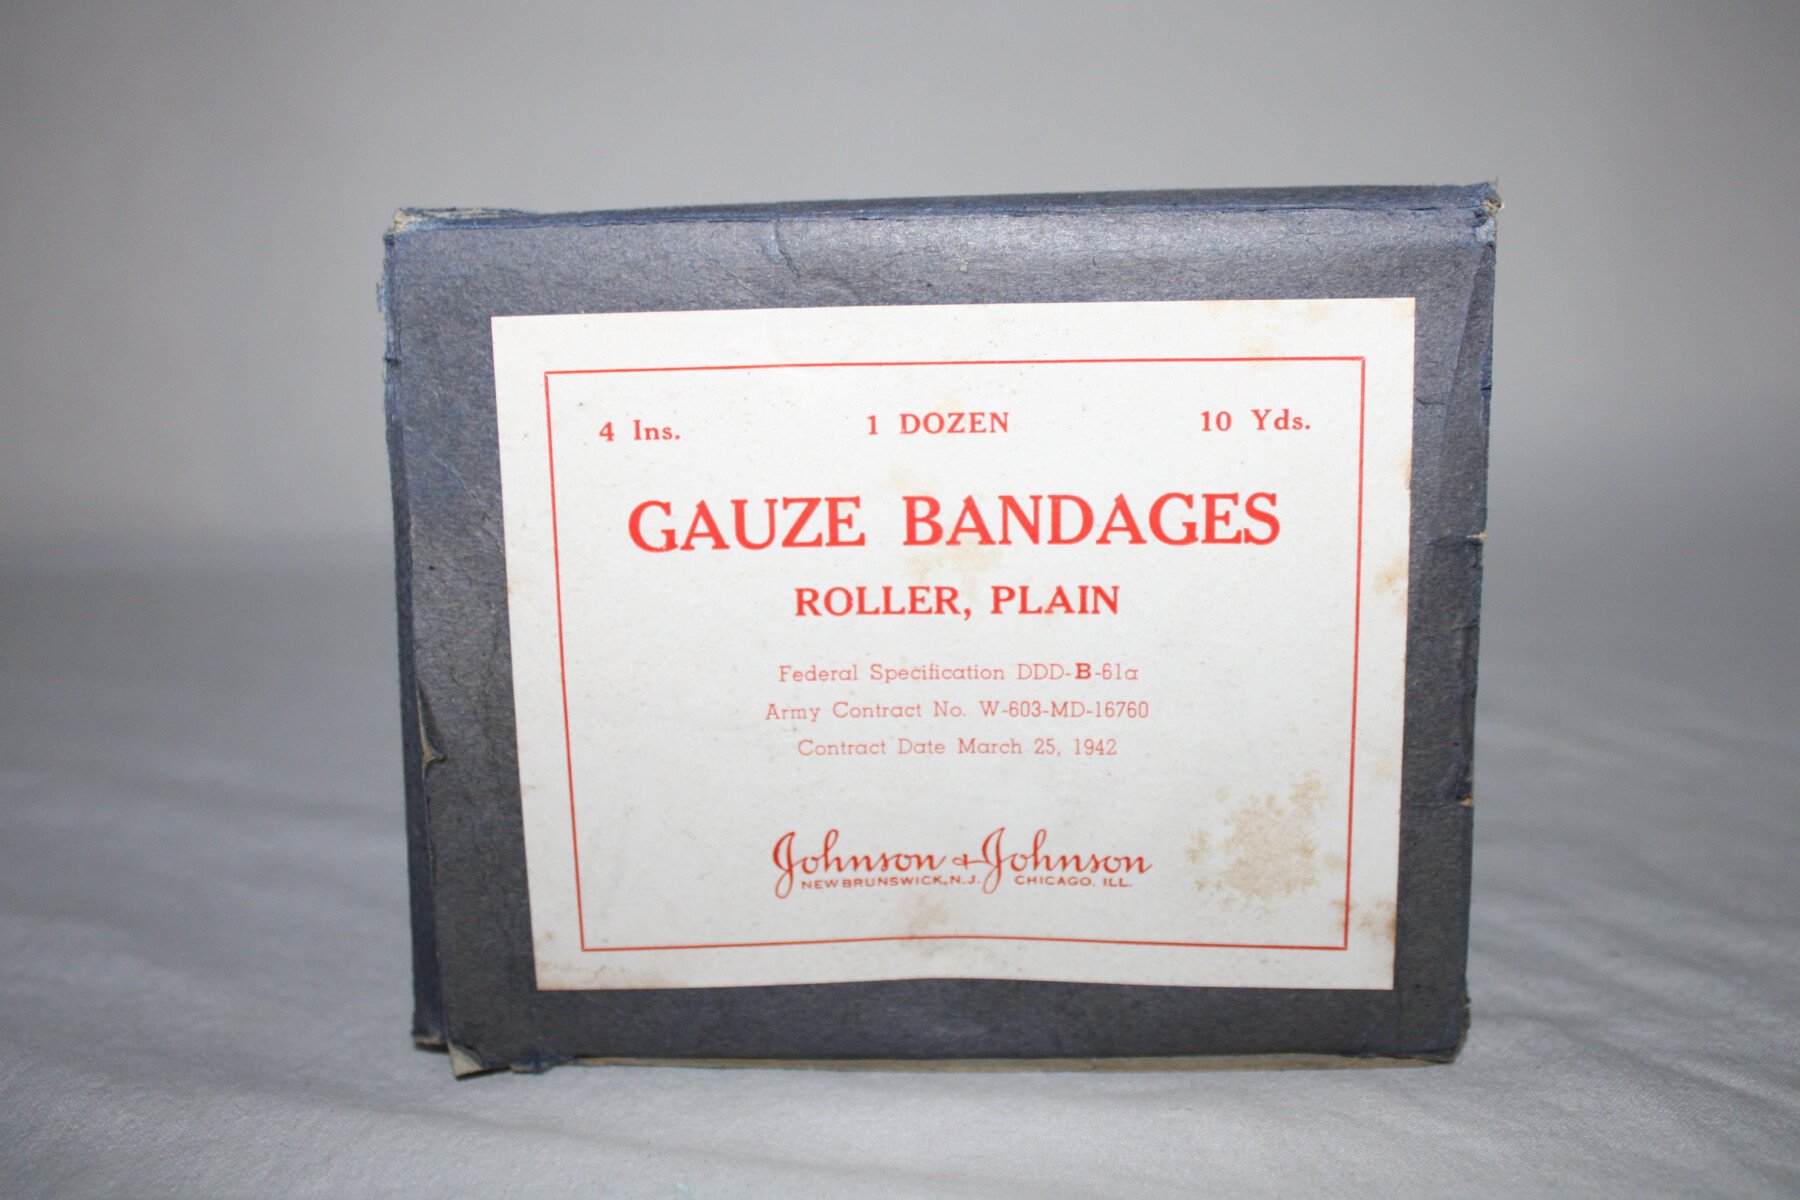 4 Ins. 1 DOZEN 10 Yds.
GAUZE BANDAGES
ROLLER, PLAIN
Federal Specification DDD-B-61a
Army Contract No. W-603-MD-16760
Contract Date March 25, 1942
Johnson & Johnson
NEW BRUNSWICK, N.J. CHICAGO. ILL.